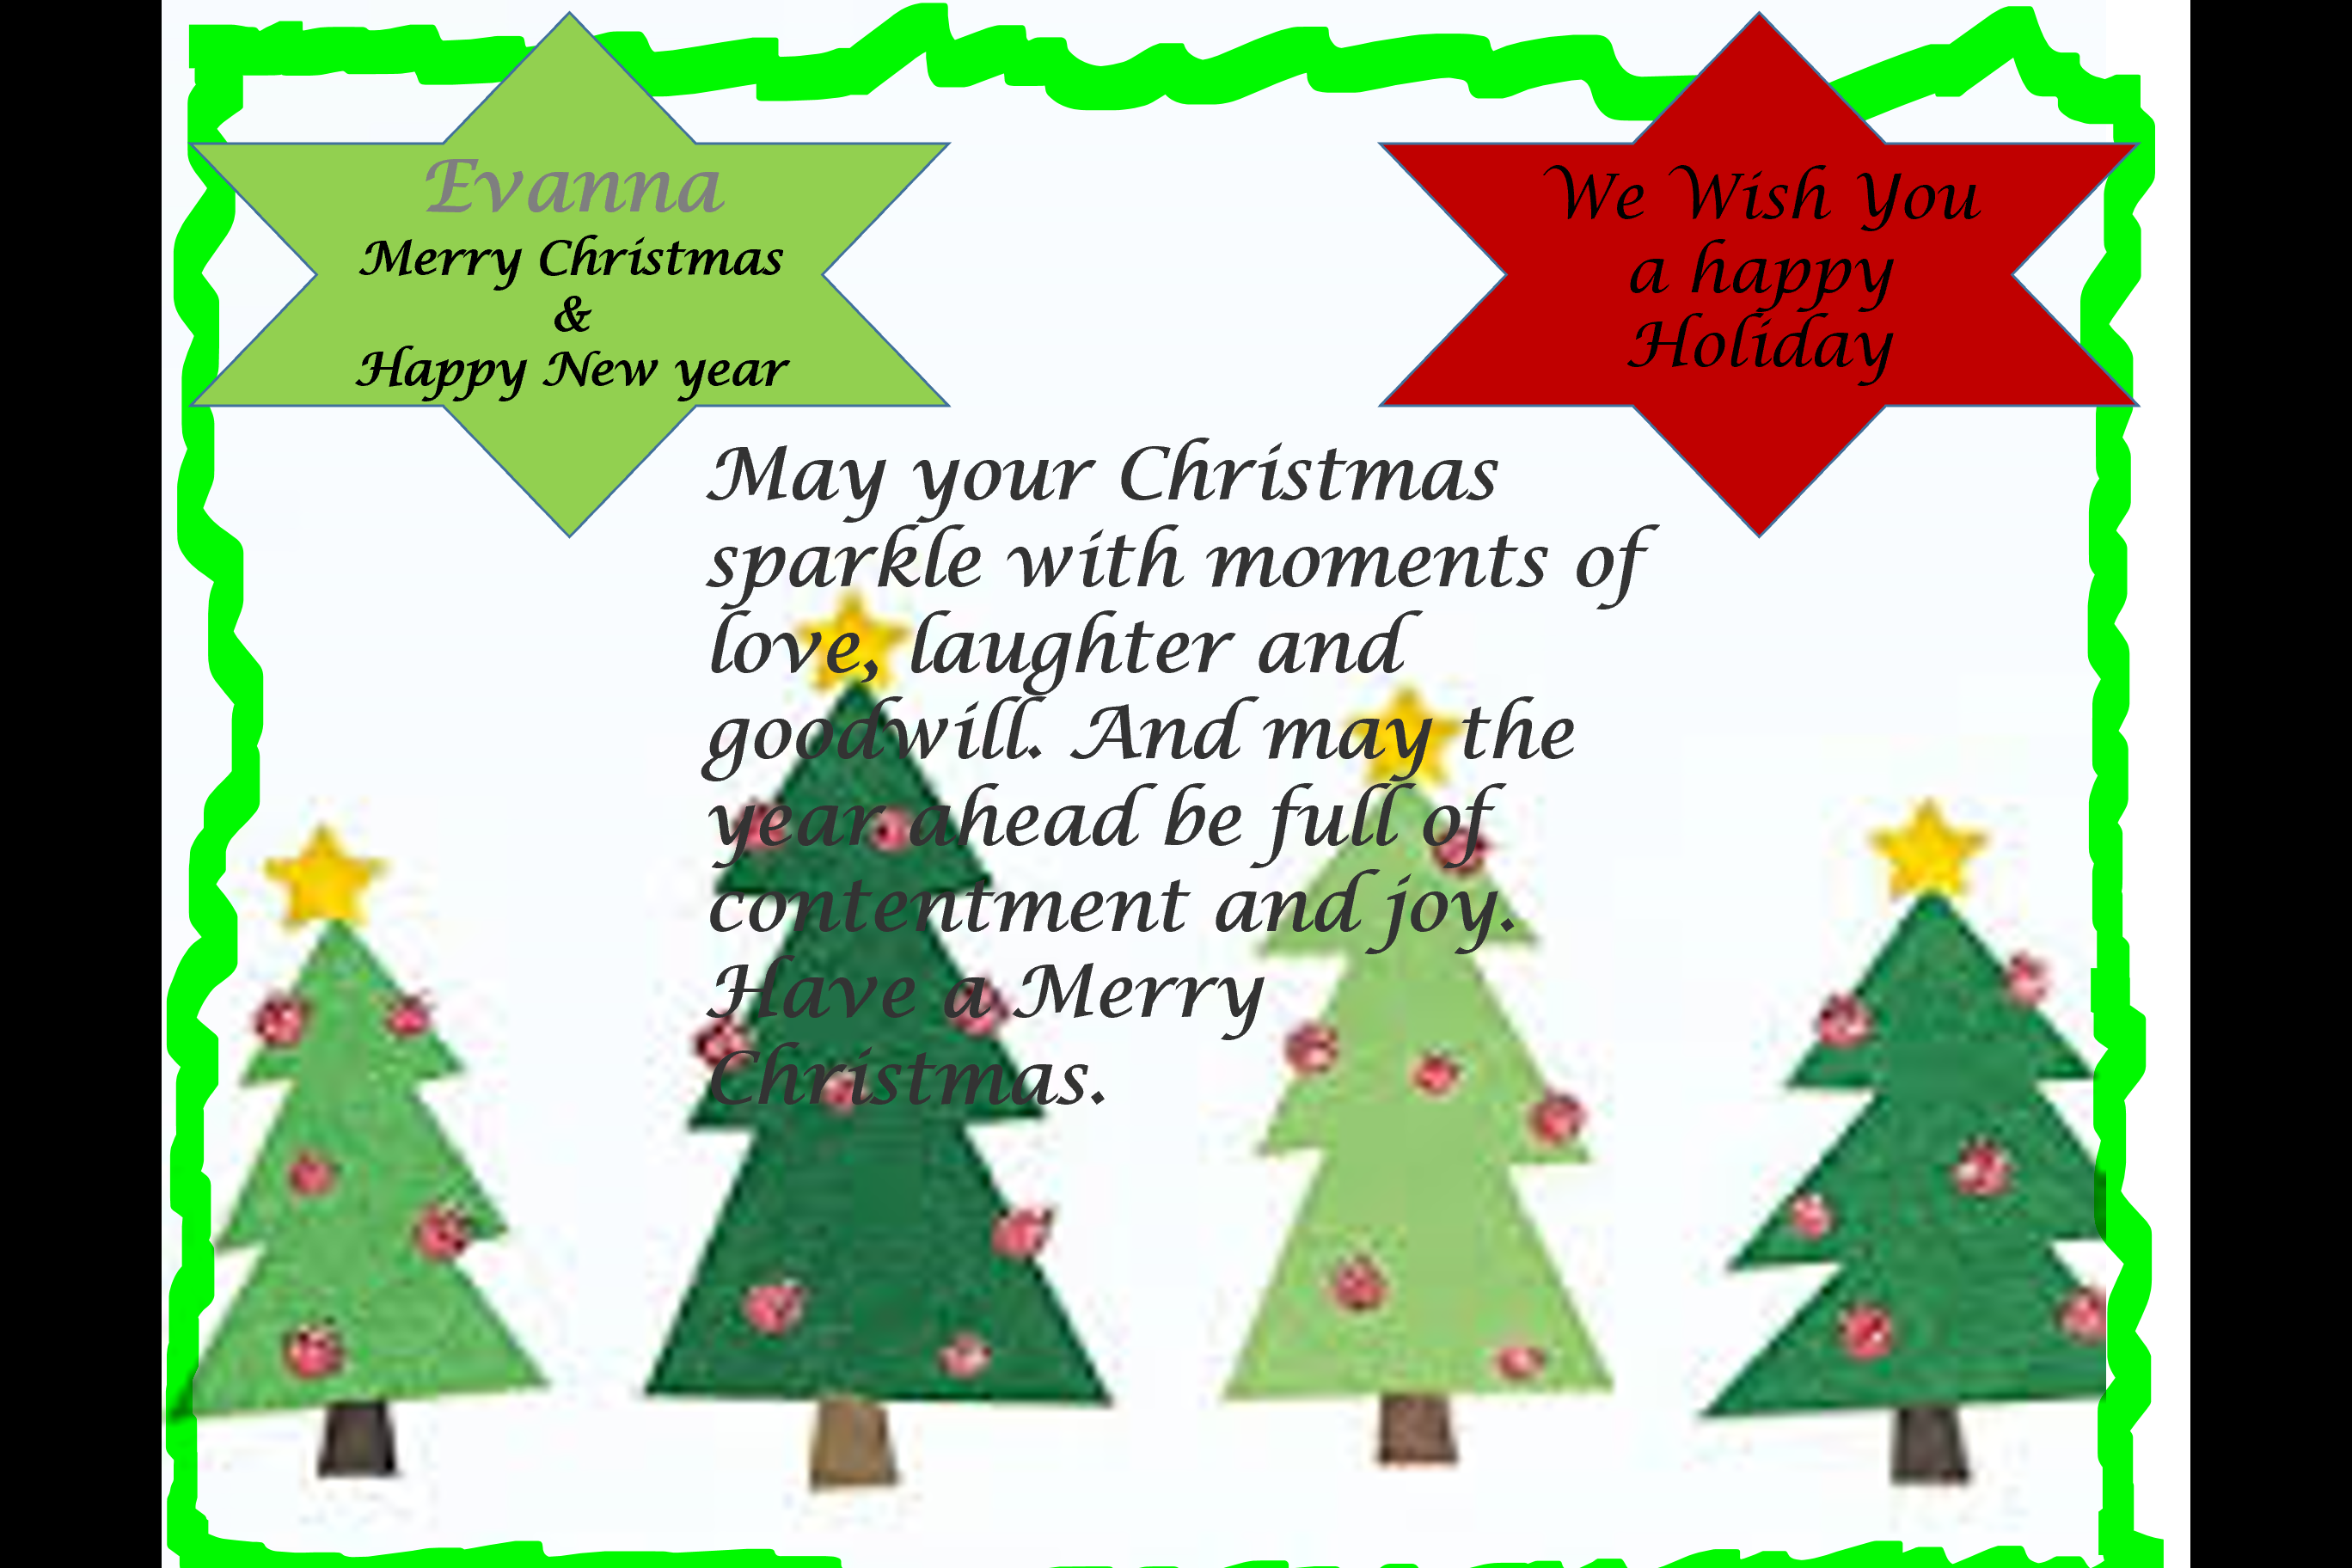 Evanna
Merry Christmas
&
Happy New year
We Wish You
a happy
Holiday
May your Christmas
sparkle with moments of
love, laughter and
goodwill. And may the
year ahead be full of
contentment and joy.
Have a Merry
Christmas.